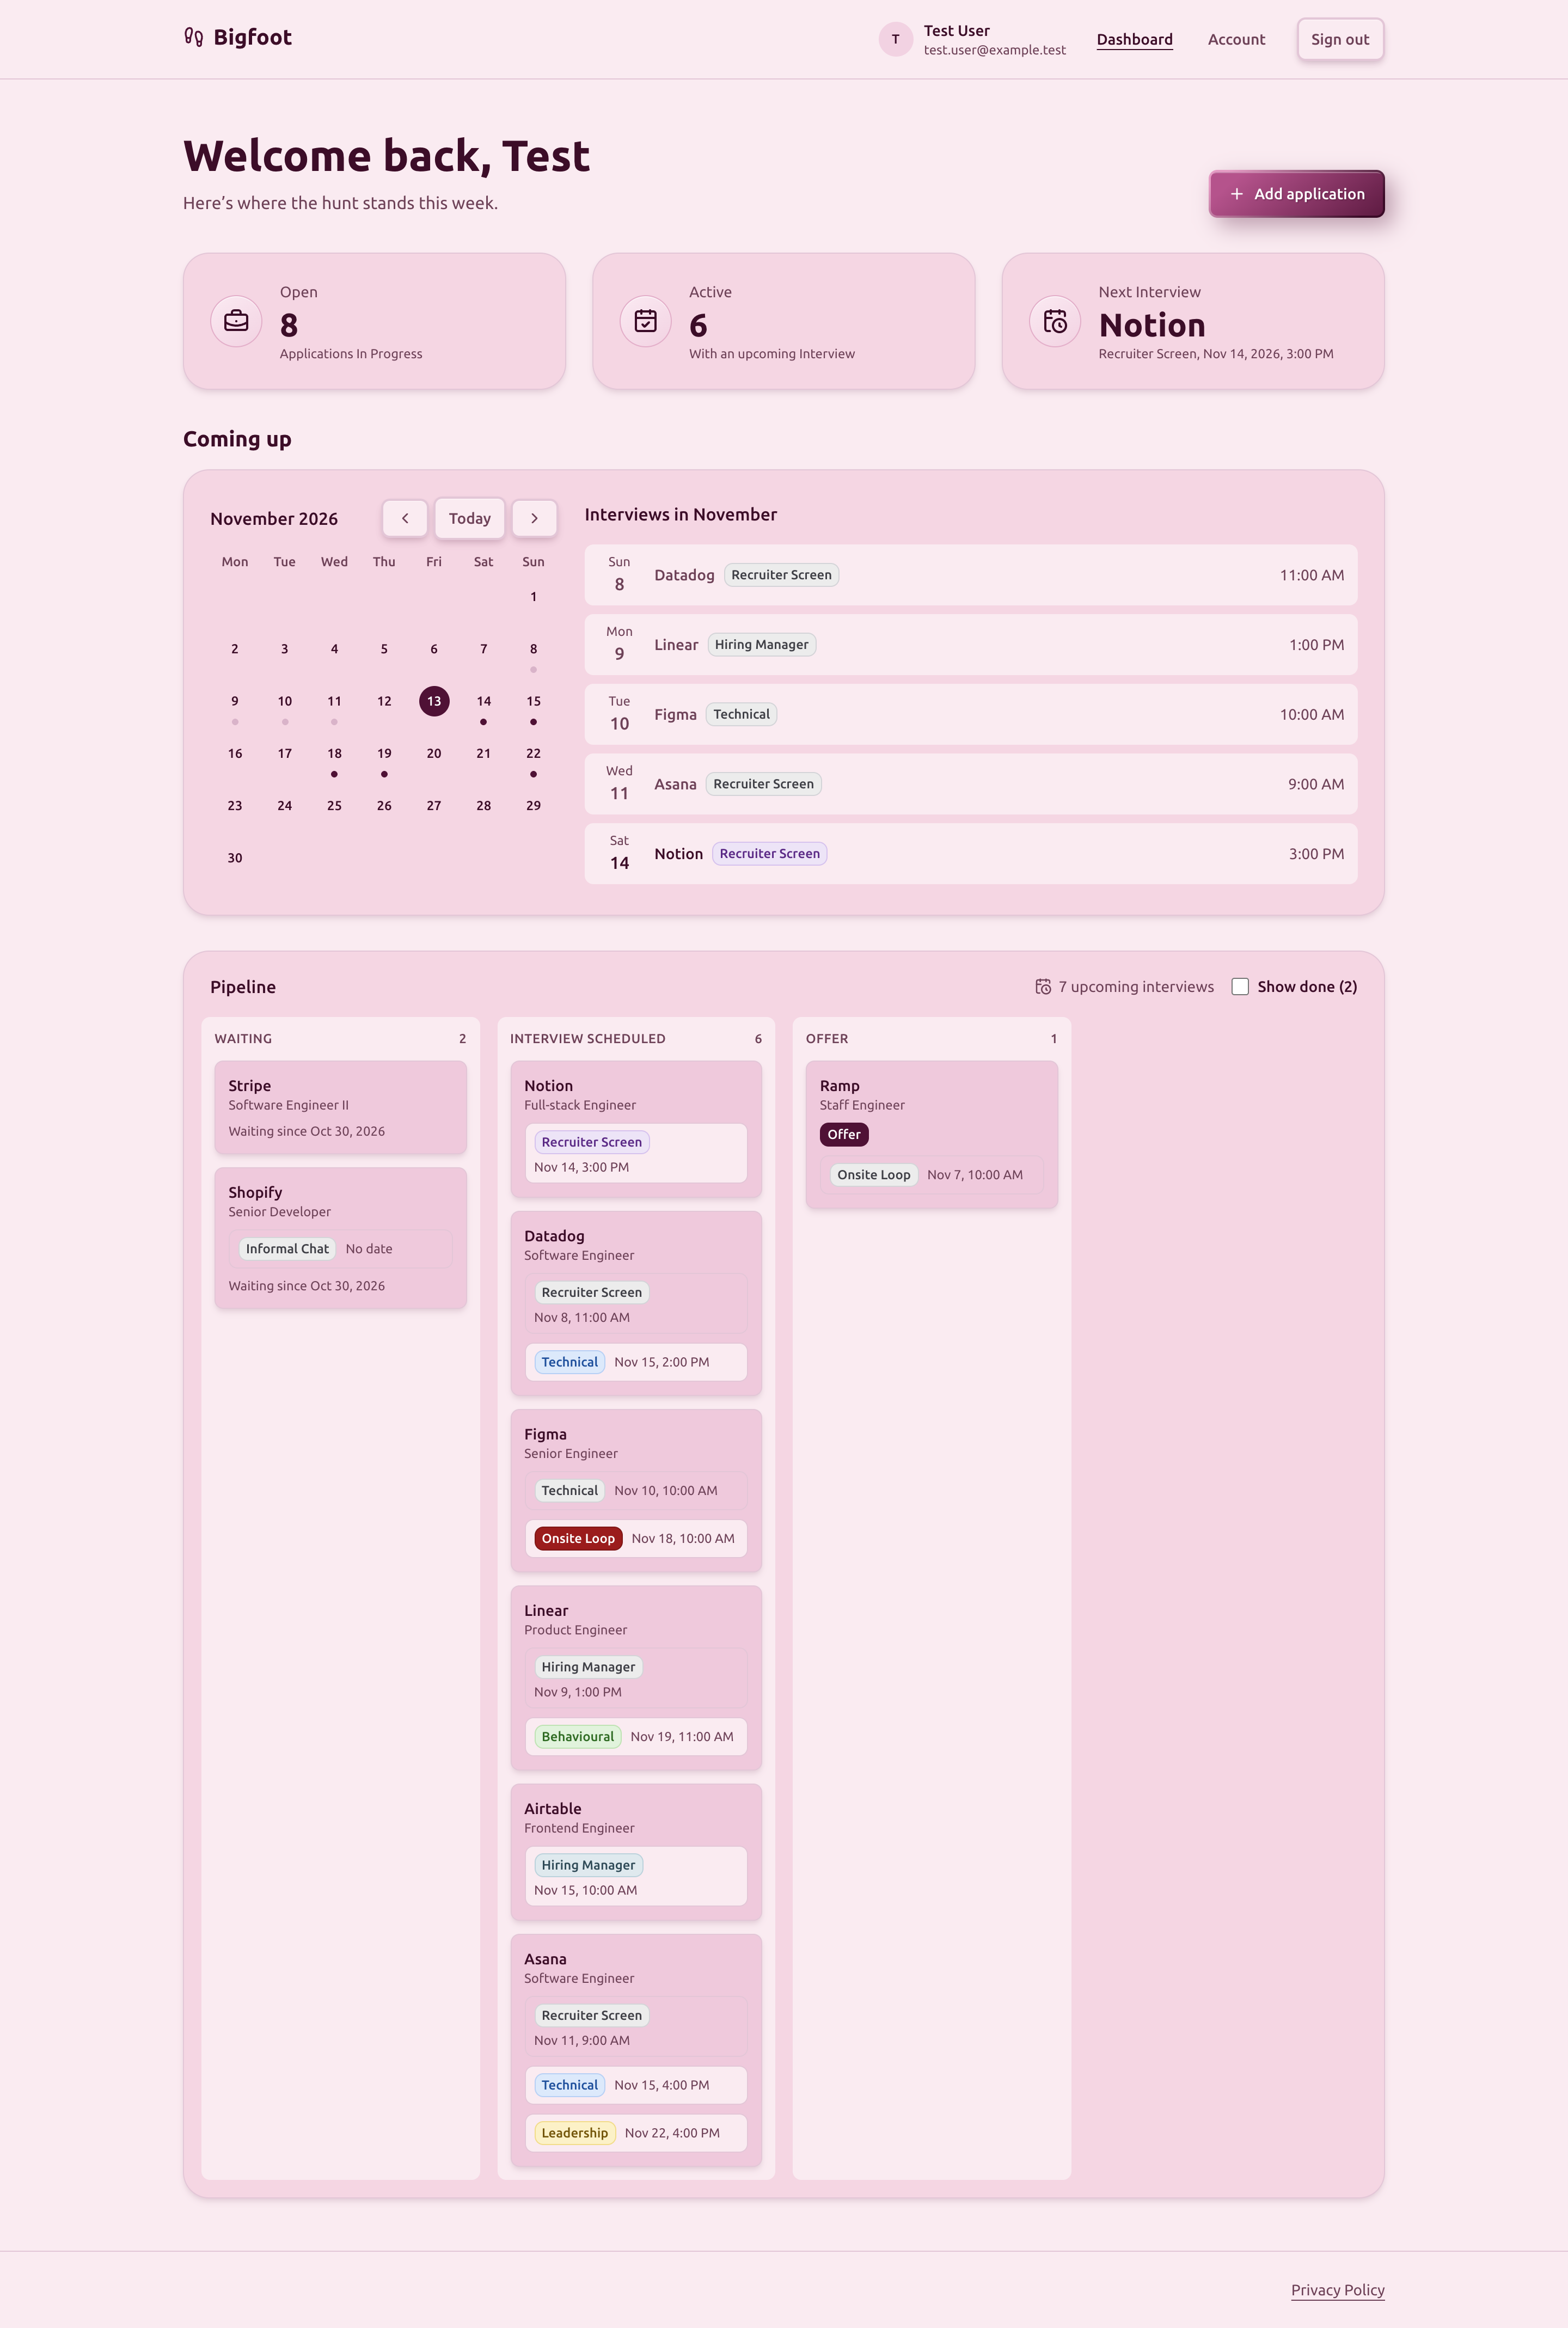 Bigfoot
T
Test User
test.user@example.test
Dashboard
Account
Sign out
Welcome back, Test
Here’s where the hunt stands this week.
+ Add application
Open
8
Applications In Progress
Active
6
With an upcoming Interview
Next Interview
Notion
Recruiter Screen, Nov 14, 2026, 3:00 PM
Coming up
November 2026
Today
Mon Tue Wed Thu Fri Sat Sun
1
2 3 4 5 6 7 8
9 10 11 12 13 14 15
16 17 18 19 20 21 22
23 24 25 26 27 28 29
30
Interviews in November
Sun
8
Datadog Recruiter Screen 11:00 AM
Mon
9
Linear Hiring Manager 1:00 PM
Tue
10
Figma Technical 10:00 AM
Wed
11
Asana Recruiter Screen 9:00 AM
Sat
14
Notion Recruiter Screen 3:00 PM
Pipeline
7 upcoming interviews
Show done (2)
WAITING 2
Stripe
Software Engineer II
Waiting since Oct 30, 2026
Shopify
Senior Developer
Informal Chat No date
Waiting since Oct 30, 2026
INTERVIEW SCHEDULED 6
Notion
Full-stack Engineer
Recruiter Screen
Nov 14, 3:00 PM
Datadog
Software Engineer
Recruiter Screen
Nov 8, 11:00 AM
Technical Nov 15, 2:00 PM
Figma
Senior Engineer
Technical Nov 10, 10:00 AM
Onsite Loop Nov 18, 10:00 AM
Linear
Product Engineer
Hiring Manager
Nov 9, 1:00 PM
Behavioural Nov 19, 11:00 AM
Airtable
Frontend Engineer
Hiring Manager
Nov 15, 10:00 AM
Asana
Software Engineer
Recruiter Screen
Nov 11, 9:00 AM
Technical Nov 15, 4:00 PM
Leadership Nov 22, 4:00 PM
OFFER 1
Ramp
Staff Engineer
Offer
Onsite Loop Nov 7, 10:00 AM
Privacy Policy